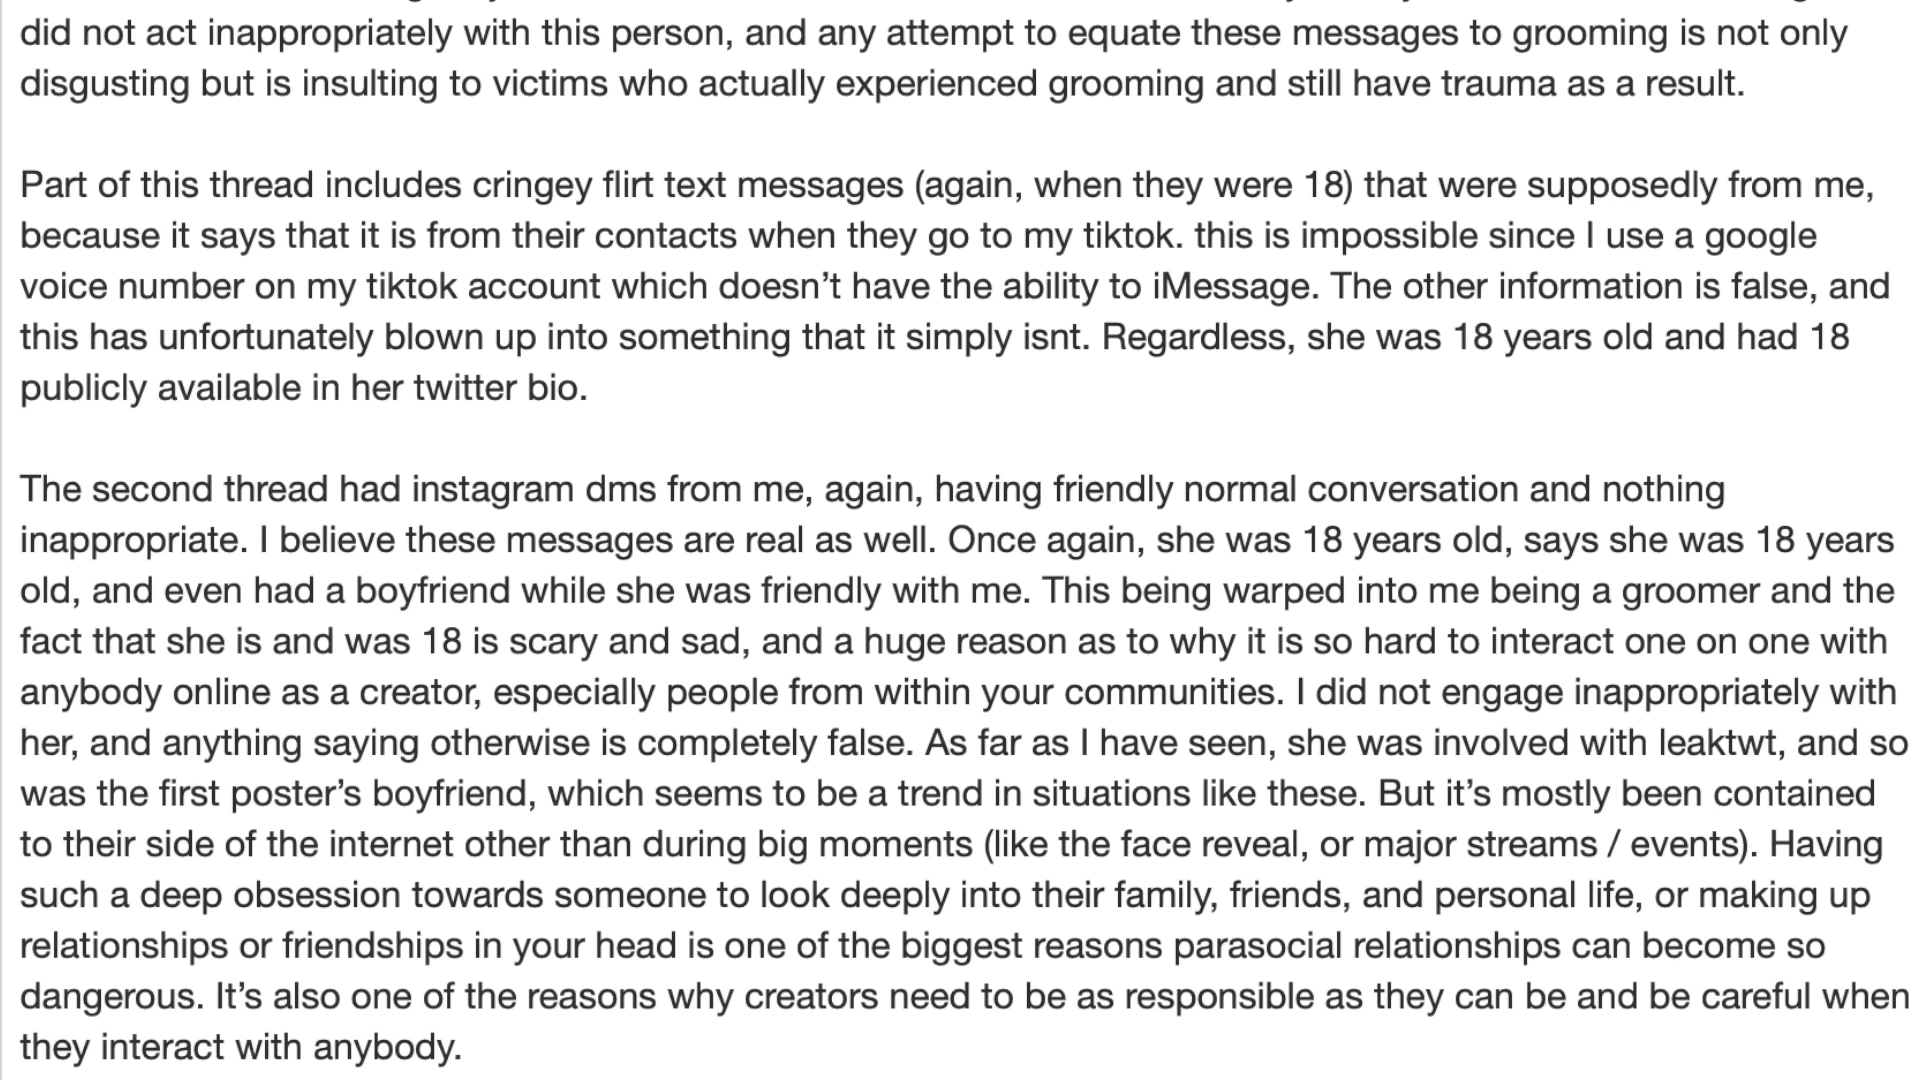 did not act inappropriately with this person, and any attempt to equate these messages to grooming is not only
disgusting but is insulting to victims who actually experienced grooming and still have trauma as a result.
Part of this thread includes cringey flirt text messages (again, when they were 18) that were supposedly from me,
because it says that it is from their contacts when they go to my tiktok. this is impossible since I use a google
voice number on my tiktok account which doesn’t have the ability to iMessage. The other information is false, and
this has unfortunately blown up into something that it simply isnt. Regardless, she was 18 years old and had 18
publicly available in her twitter bio.
The second thread had instagram dms from me, again, having friendly normal conversation and nothing
inappropriate. I believe these messages are real as well. Once again, she was 18 years old, says she was 18 years
old, and even had a boyfriend while she was friendly with me. This being warped into me being a groomer and the
fact that she is and was 18 is scary and sad, and a huge reason as to why it is so hard to interact one on one with
anybody online as a creator, especially people from within your communities. I did not engage inappropriately with
her, and anything saying otherwise is completely false. As far as I have seen, she was involved with leaktwt, and so
was the first poster’s boyfriend, which seems to be a trend in situations like these. But it’s mostly been contained
to their side of the internet other than during big moments (like the face reveal, or major streams / events). Having
such a deep obsession towards someone to look deeply into their family, friends, and personal life, or making up
relationships or friendships in your head is one of the biggest reasons parasocial relationships can become so
dangerous. It’s also one of the reasons why creators need to be as responsible as they can be and be careful when
they interact with anybody.